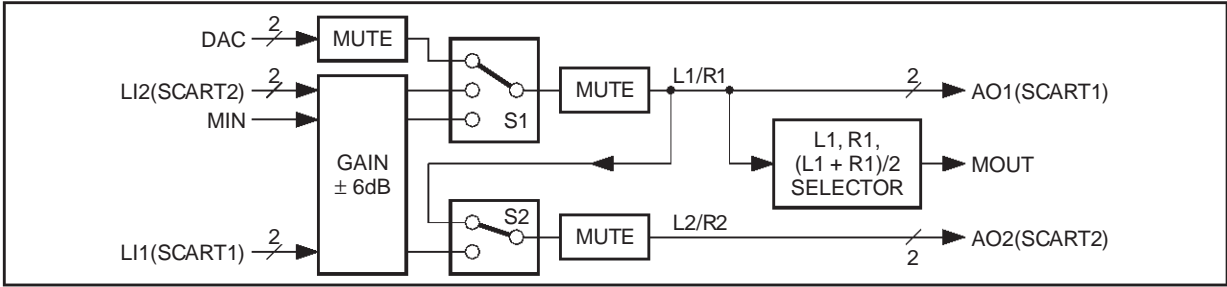 DAC
2
MUTE
LI2(SCART2)
2
MIN
GAIN
± 6dB
LI1(SCART1)
2
S1
MUTE
L1/R1
2
AO1(SCART1)
L1, R1,
(L1 + R1)/2
SELECTOR
MOUT
S2
MUTE
L2/R2
2
AO2(SCART2)